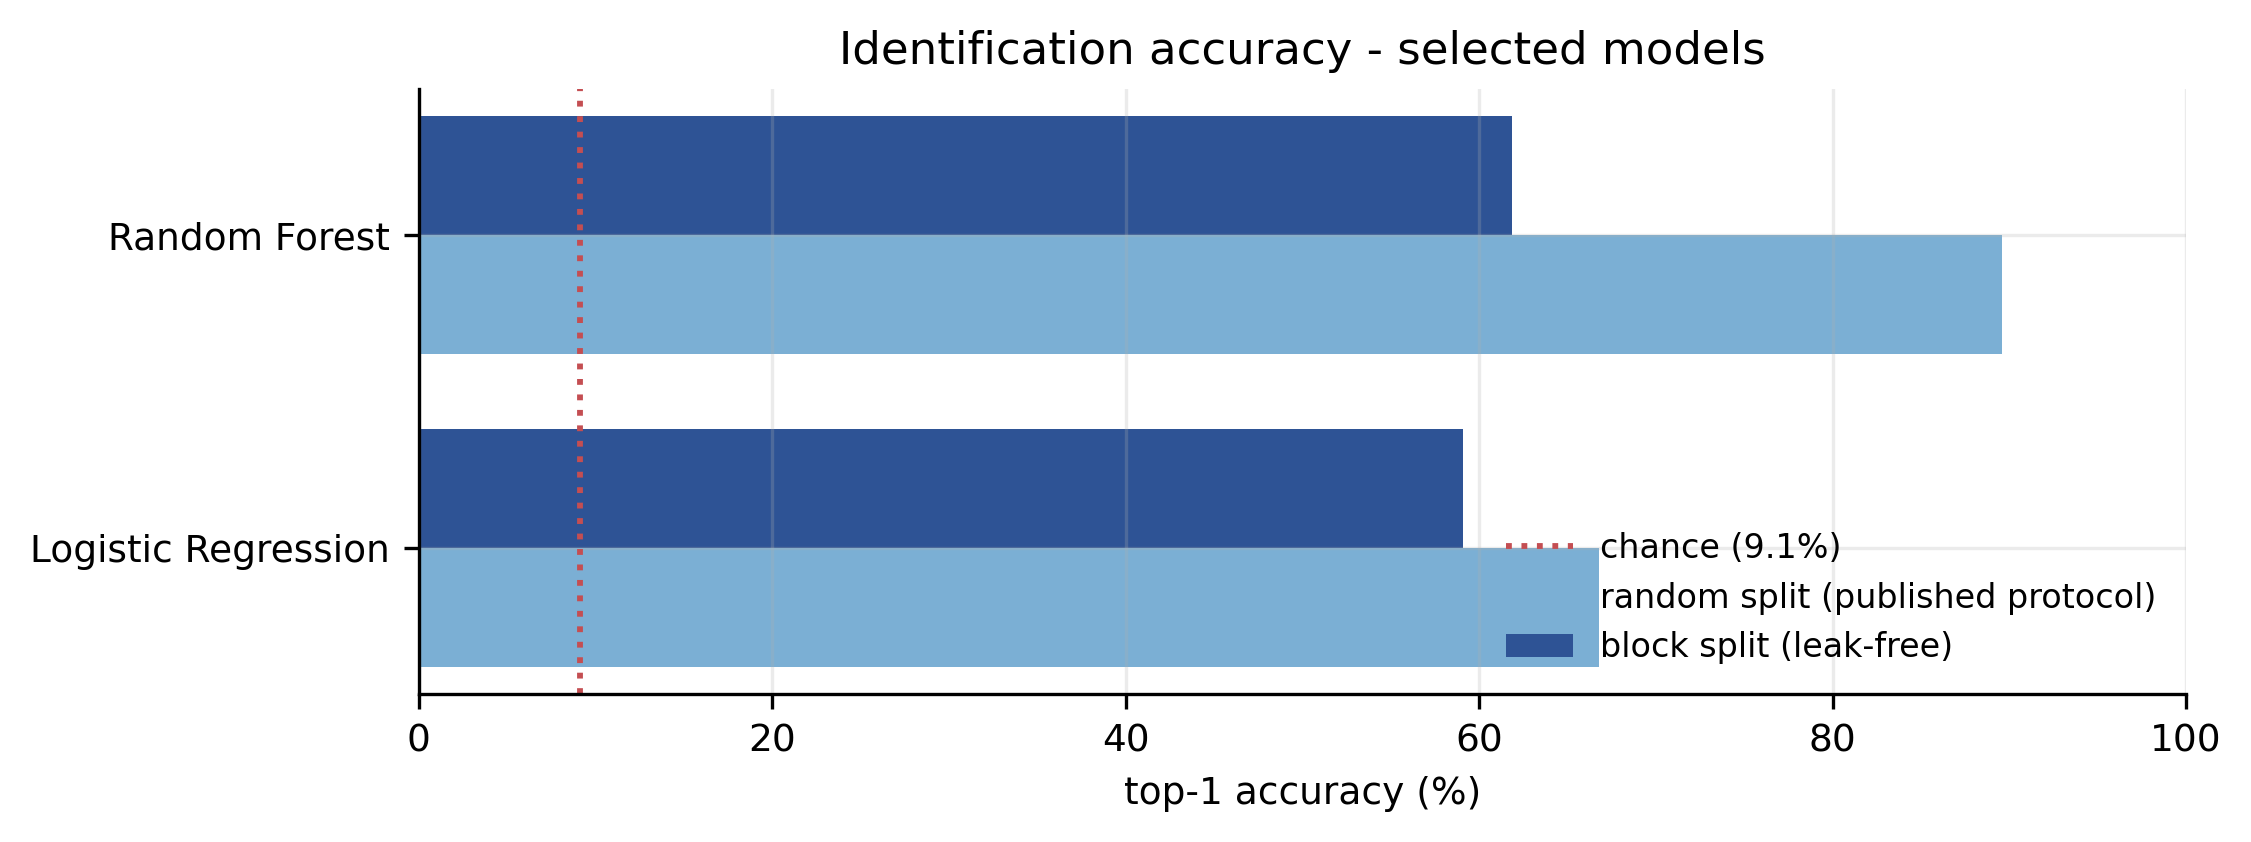 Identification accuracy - selected models
Random Forest
Logistic Regression
chance (9.1%)
random split (published protocol)
block split (leak-free)
0 20 40 60 80 100
top-1 accuracy (%)